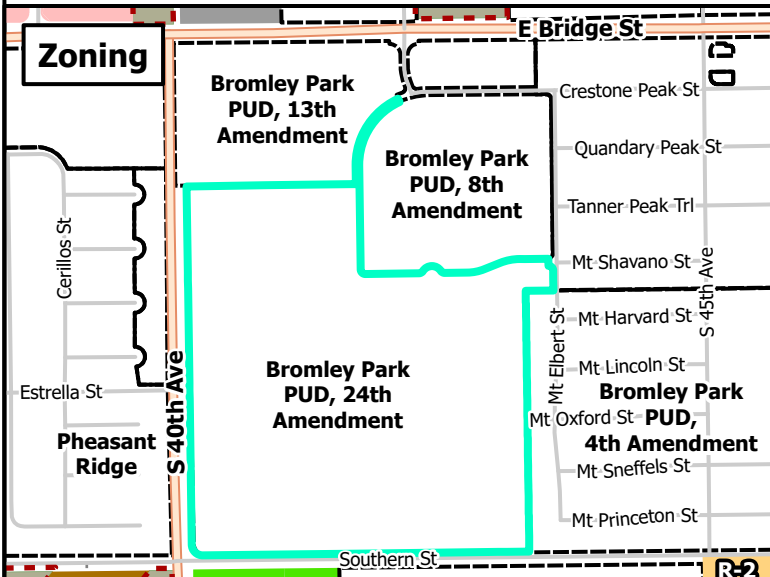 Zoning
E Bridge St
Bromley Park
PUD, 13th
Amendment
Crestone Peak St
Bromley Park
PUD, 8th
Amendment
Quandary Peak St
Tanner Peak Trl
Mt Shavano St
Cerillos St
S 45th Ave
Mt Harvard St
Mt Elbert St
Mt Lincoln St
Bromley Park
PUD, 24th
Amendment
Estrella St
S 40th Ave
Bromley Park
PUD,
4th Amendment
Mt Oxford St
Pheasant
Ridge
Mt Sneffels St
Mt Princeton St
Southern St
R-2